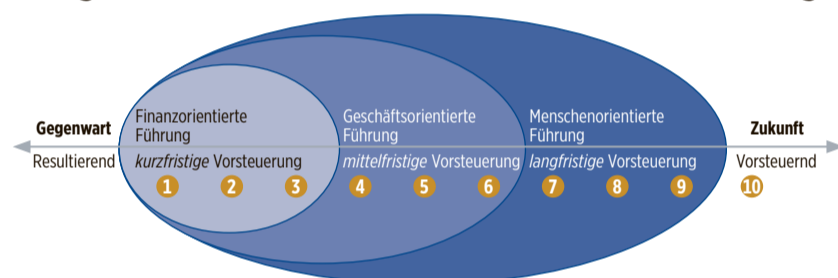 Gegenwart
Resultierend
Finanzorientierte
Führung
kurzfristige Vorsteuerung
1 2 3
Geschäftsorientierte
Führung
mittelfristige Vorsteuerung
4 5 6
Menschenorientierte
Führung
langfristige Vorsteuerung
7 8 9
Zukunft
Vorsteuernd
10